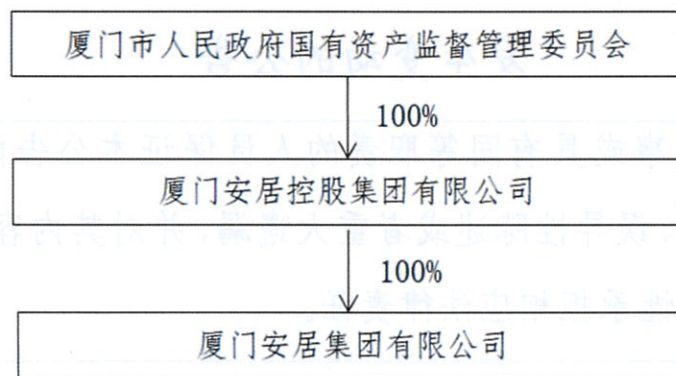 厦门市人民政府国有资产监督管理委员会
100%
厦门安居控股集团有限公司
100%
厦门安居集团有限公司